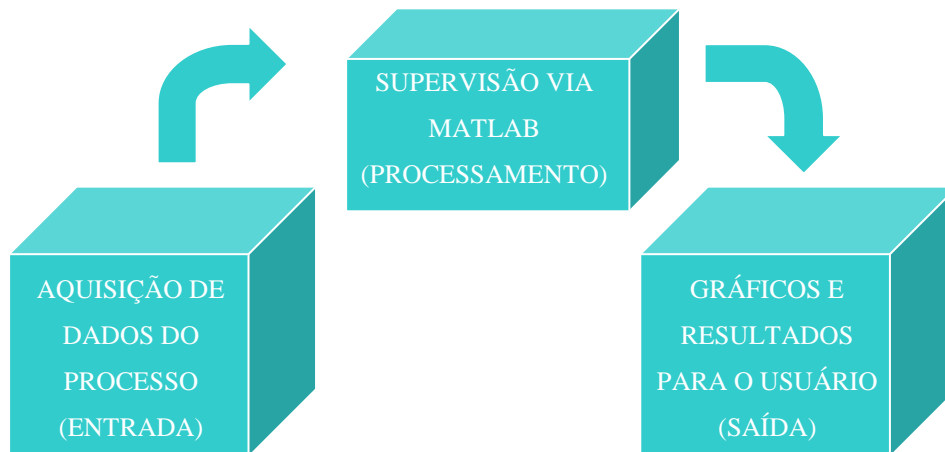 AQUISIÇÃO DE
DADOS DO
PROCESSO
(ENTRADA)
SUPERVISÃO VIA
MATLAB
(PROCESSAMENTO)
GRÁFICOS E
RESULTADOS
PARA O USUÁRIO
(SAÍDA)